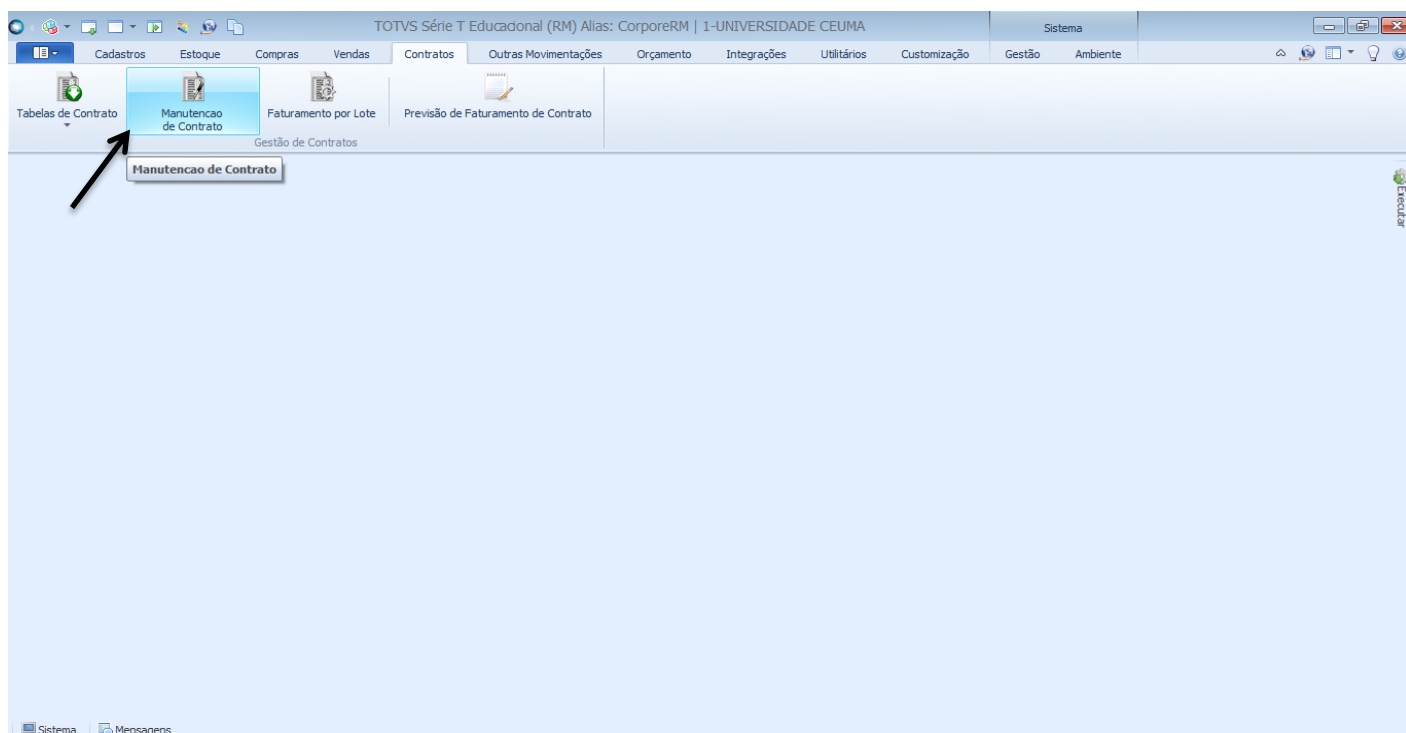 TOTVS Série T Educacional (RM) Alias: CorporeRM | 1-UNIVERSIDADE CEUMA
Sistema
Cadastros Estoque Compras Vendas Contratos Outras Movimentações Orçamento Integrações Utilitários Customização Gestão Ambiente
Tabelas de Contrato
Manutencao
de Contrato
Faturamento por Lote
Previsão de Faturamento de Contrato
Gestão de Contratos
Manutencao de Contrato
Executar
Sistema Mensagens